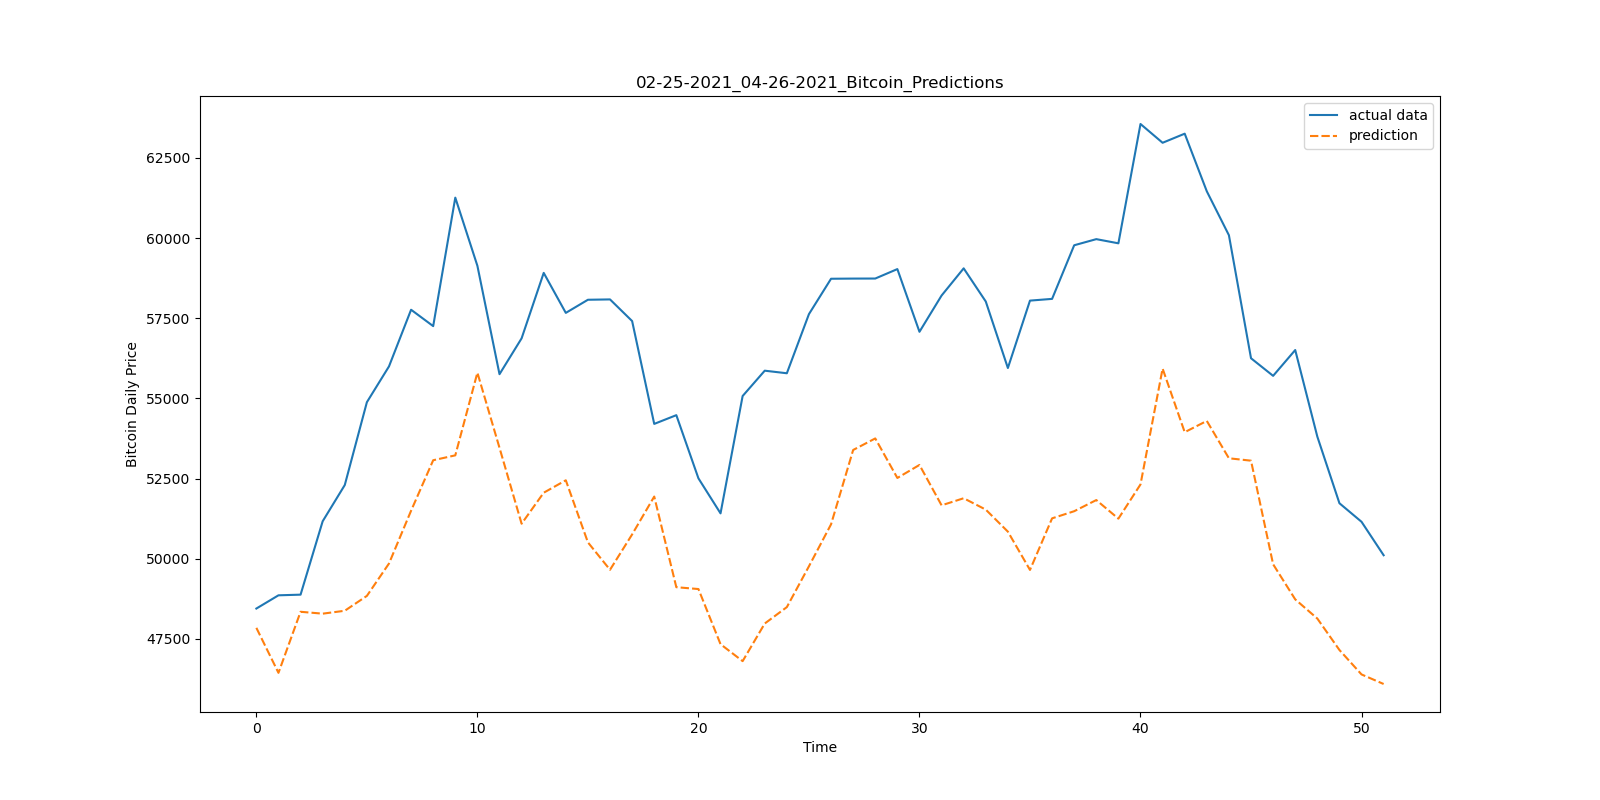 02-25-2021_04-26-2021_Bitcoin_Predictions
actual data
prediction
62500
60000
57500
55000
52500
50000
47500
Bitcoin Daily Price
0 10 20 30 40 50
Time